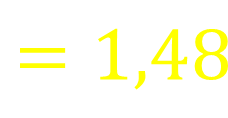 = 1,48